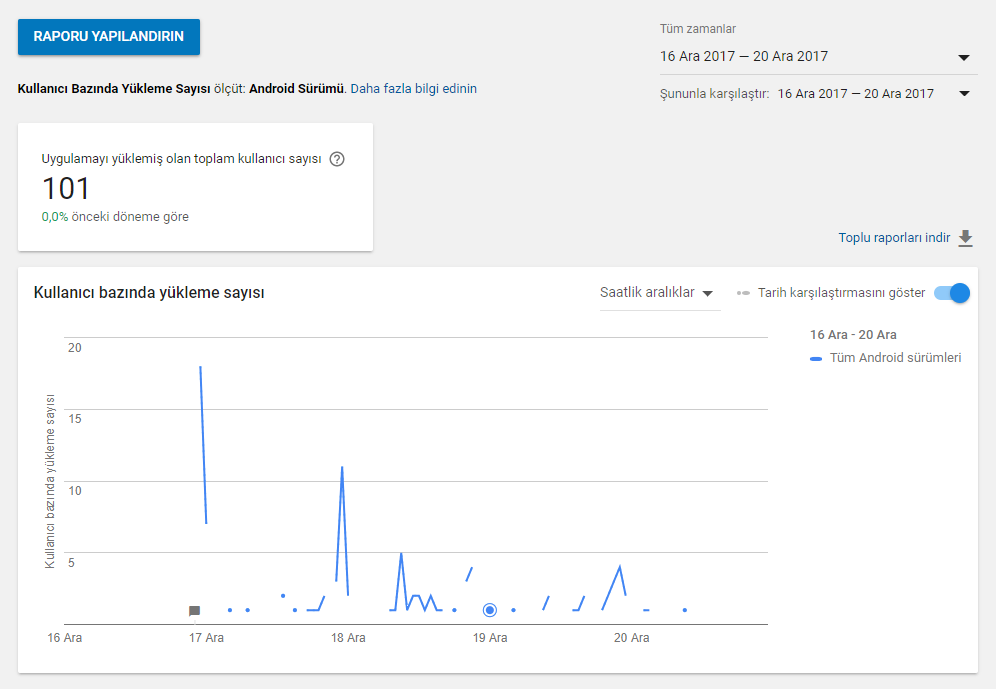 RAPORU YAPILANDIRIN
Tüm zamanlar
16 Ara 2017 — 20 Ara 2017
Kullanıcı Bazında Yükleme Sayısı ölçüt: Android Sürümü. Daha fazla bilgi edinin
Şununla karşılaştır: 16 Ara 2017 — 20 Ara 2017
Uygulamayı yüklemiş olan toplam kullanıcı sayısı ?
101
0,0% önceki döneme göre
Toplu raporları indir
Kullanıcı bazında yükleme sayısı
Saatlik aralıklar
Tarih karşılaştırmasını göster
16 Ara - 20 Ara
Tüm Android sürümleri
Kullanıcı bazında yükleme sayısı
20
15
10
5
16 Ara 17 Ara 18 Ara 19 Ara 20 Ara